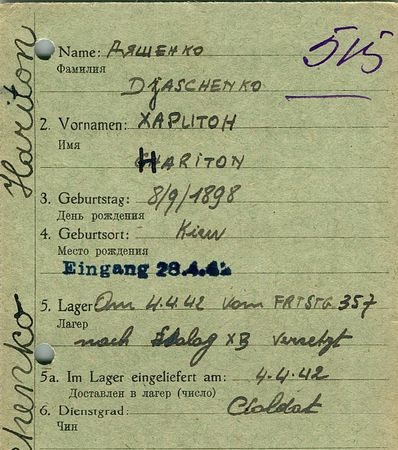 515
Name: Дяшенко
Фамилия
Djaschenko
2. Vornamen: Харитон
Имя
Hariton
3. Geburtstag: 8/9/1898
День рождения
4. Geburtsort: Kiew
Место рождения
Eingang 28.4.42
5. Lager Am 4.4.42 vom FRTSTG 357
Лагерь
nach Stalag XB versetzt
5a. Im Lager eingeliefert am: 4.4.42
Доставлен в лагер (число)
6. Dienstgrad: Soldat
Чин
Hariton
chenko